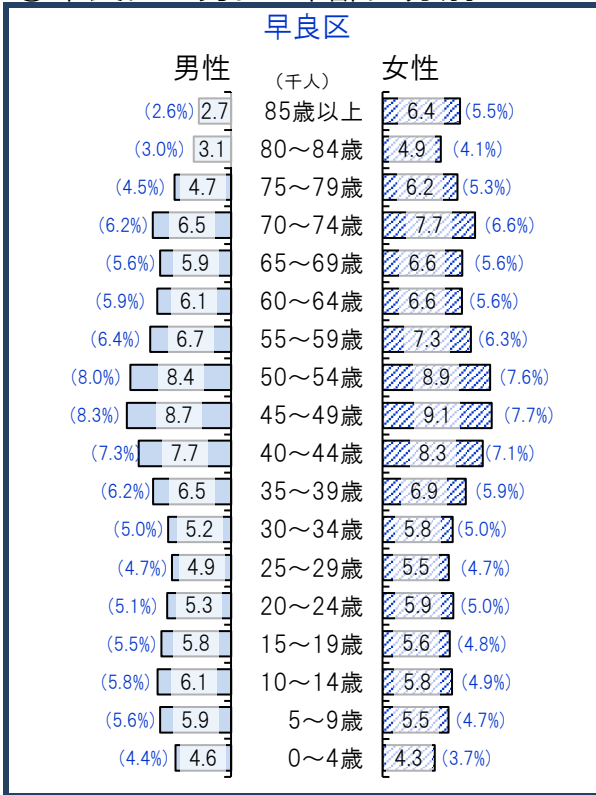 早良区
男性 (千人) 女性
(2.6%) 2.7 85歳以上 6.4 (5.5%)
(3.0%) 3.1 80～84歳 4.9 (4.1%)
(4.5%) 4.7 75～79歳 6.2 (5.3%)
(6.2%) 6.5 70～74歳 7.7 (6.6%)
(5.6%) 5.9 65～69歳 6.6 (5.6%)
(5.9%) 6.1 60～64歳 6.6 (5.6%)
(6.4%) 6.7 55～59歳 7.3 (6.3%)
(8.0%) 8.4 50～54歳 8.9 (7.6%)
(8.3%) 8.7 45～49歳 9.1 (7.7%)
(7.3%) 7.7 40～44歳 8.3 (7.1%)
(6.2%) 6.5 35～39歳 6.9 (5.9%)
(5.0%) 5.2 30～34歳 5.8 (5.0%)
(4.7%) 4.9 25～29歳 5.5 (4.7%)
(5.1%) 5.3 20～24歳 5.9 (5.0%)
(5.5%) 5.8 15～19歳 5.6 (4.8%)
(5.8%) 6.1 10～14歳 5.8 (4.9%)
(5.6%) 5.9 5～9歳 5.5 (4.7%)
(4.4%) 4.6 0～4歳 4.3 (3.7%)